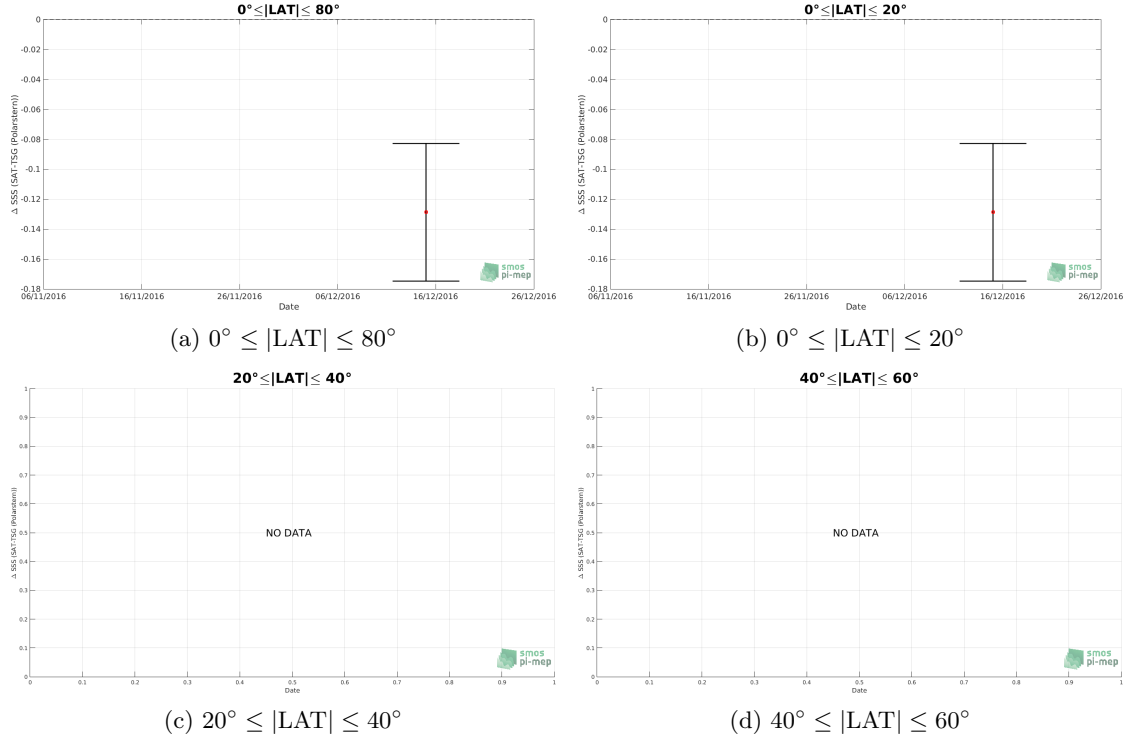 0°≤|LAT|≤ 80°
Δ SSS (SAT-TSG (Polarstern))
0
-0.02
-0.04
-0.06
-0.08
-0.1
-0.12
-0.14
-0.16
-0.18
06/11/2016 16/11/2016 26/11/2016 06/12/2016 16/12/2016 26/12/2016
Date
smos
pi-mep
(a) 0° ≤ |LAT| ≤ 80°
0°≤|LAT|≤ 20°
Δ SSS (SAT-TSG (Polarstern))
0
-0.02
-0.04
-0.06
-0.08
-0.1
-0.12
-0.14
-0.16
-0.18
06/11/2016 16/11/2016 26/11/2016 06/12/2016 16/12/2016 26/12/2016
Date
smos
pi-mep
(b) 0° ≤ |LAT| ≤ 20°
20°≤|LAT|≤ 40°
Δ SSS (SAT-TSG (Polarstern))
1
0.9
0.8
0.7
0.6
0.5
0.4
0.3
0.2
0.1
0
NO DATA
0 0.1 0.2 0.3 0.4 0.5 0.6 0.7 0.8 0.9 1
Date
smos
pi-mep
(c) 20° ≤ |LAT| ≤ 40°
40°≤|LAT|≤ 60°
Δ SSS (SAT-TSG (Polarstern))
1
0.9
0.8
0.7
0.6
0.5
0.4
0.3
0.2
0.1
0
NO DATA
0 0.1 0.2 0.3 0.4 0.5 0.6 0.7 0.8 0.9 1
Date
smos
pi-mep
(d) 40° ≤ |LAT| ≤ 60°